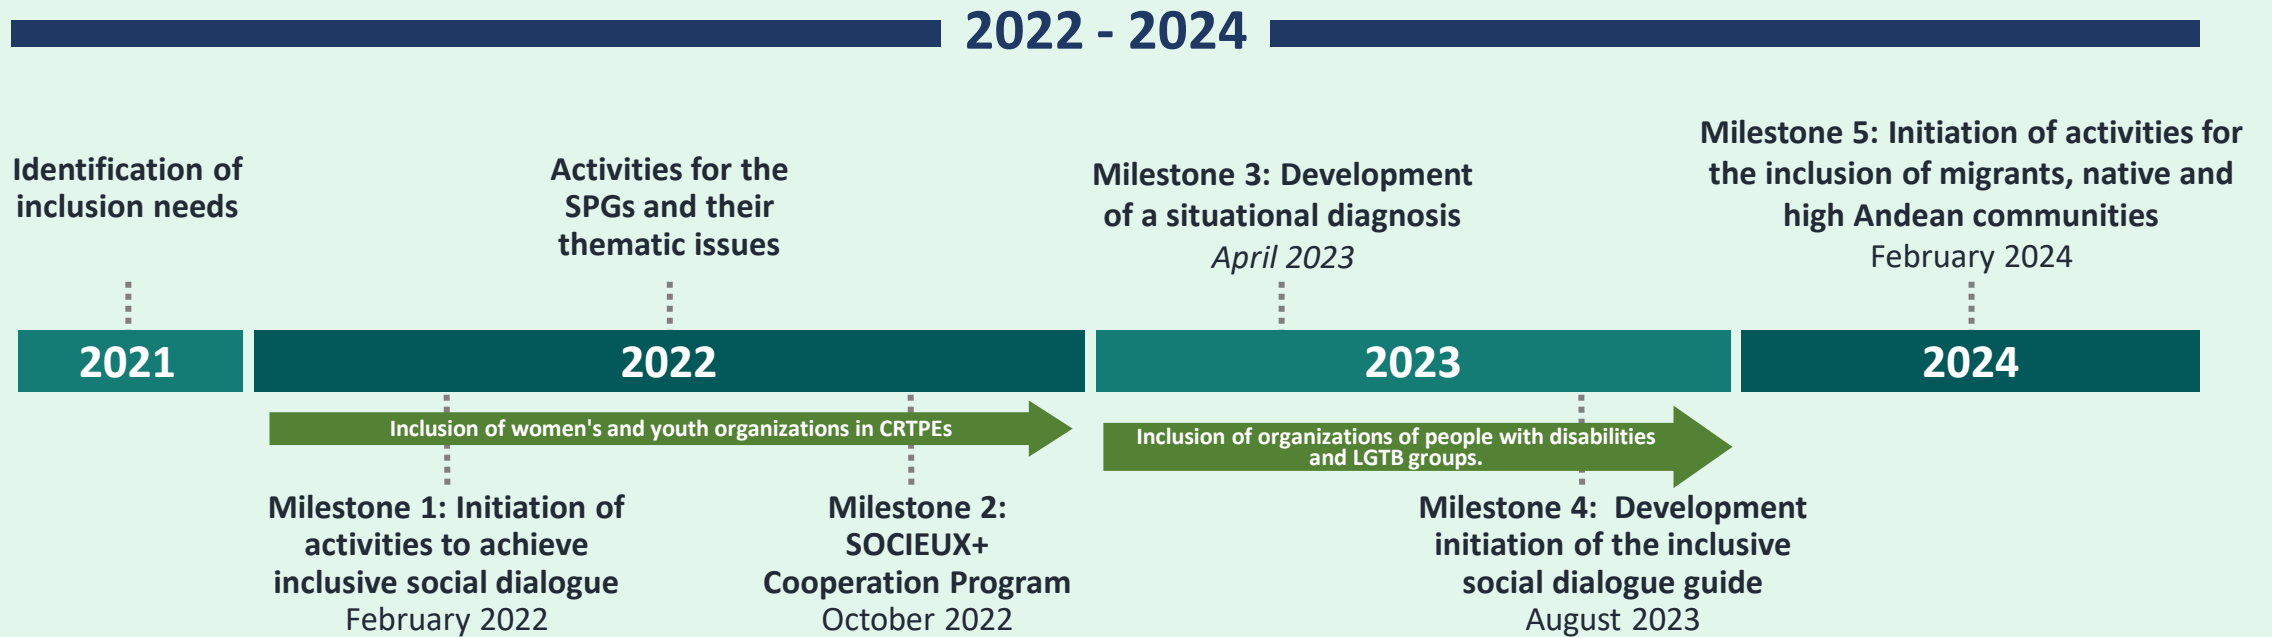 2022 - 2024
Identification of
inclusion needs
Activities for the
SPGs and their
thematic issues
Milestone 3: Development
of a situational diagnosis
April 2023
Milestone 5: Initiation of activities for
the inclusion of migrants, native and
high Andean communities
February 2024
2021
2022
2023
2024
Inclusion of women's and youth organizations in CRTPEs
Inclusion of organizations of people with disabilities
and LGTB groups.
Milestone 1: Initiation of
activities to achieve
inclusive social dialogue
February 2022
Milestone 2:
SOCIEUX+
Cooperation Program
October 2022
Milestone 4: Development
initiation of the inclusive
social dialogue guide
August 2023